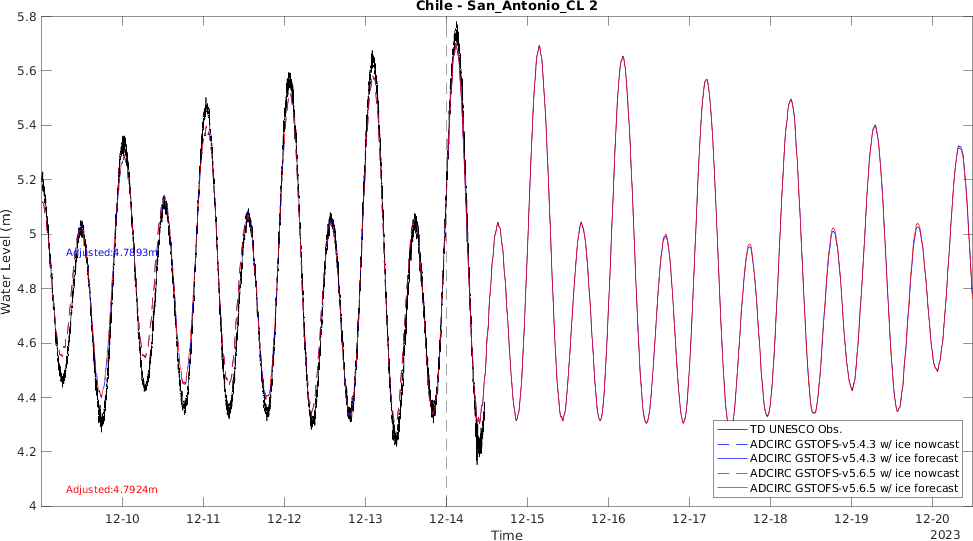 Chile - San_Antonio_CL 2
5.8
5.6
5.4
5.2
5
4.8
4.6
4.4
4.2
4
Water Level (m)
Adjusted:4.7893m
Adjusted:4.7924m
TD UNESCO Obs.
ADCIRC GSTOFS-v5.4.3 w/ ice nowcast
ADCIRC GSTOFS-v5.4.3 w/ ice forecast
ADCIRC GSTOFS-v5.6.5 w/ ice nowcast
ADCIRC GSTOFS-v5.6.5 w/ ice forecast
12-10 12-11 12-12 12-13 12-14 12-15 12-16 12-17 12-18 12-19 12-20
2023
Time